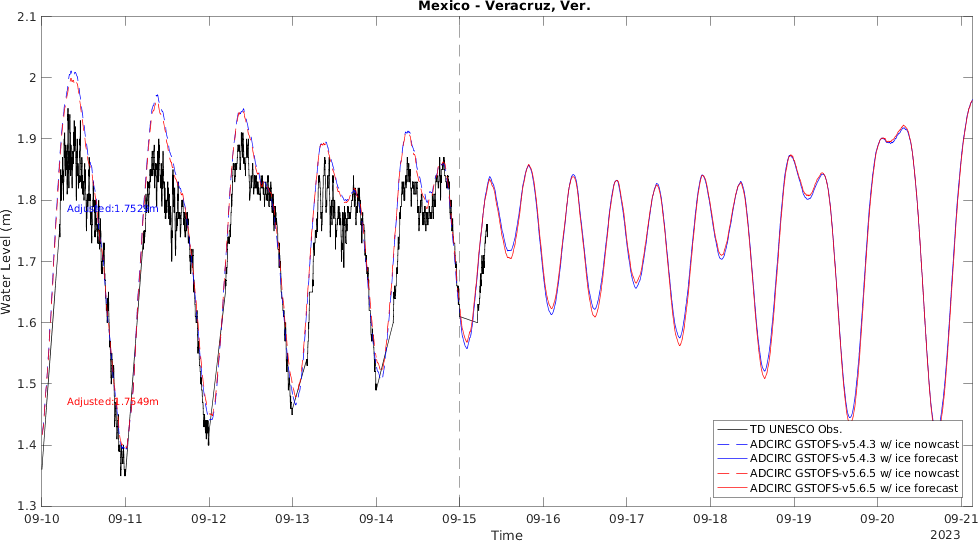 Mexico - Veracruz, Ver.
2.1
2
1.9
1.8
1.7
1.6
1.5
1.4
1.3
Water Level (m)
Adjusted:1.7529m
Adjusted:1.7649m
TD UNESCO Obs.
ADCIRC GSTOFS-v5.4.3 w/ ice nowcast
ADCIRC GSTOFS-v5.4.3 w/ ice forecast
ADCIRC GSTOFS-v5.6.5 w/ ice nowcast
ADCIRC GSTOFS-v5.6.5 w/ ice forecast
09-10 09-11 09-12 09-13 09-14 09-15 09-16 09-17 09-18 09-19 09-20 09-21
Time
2023